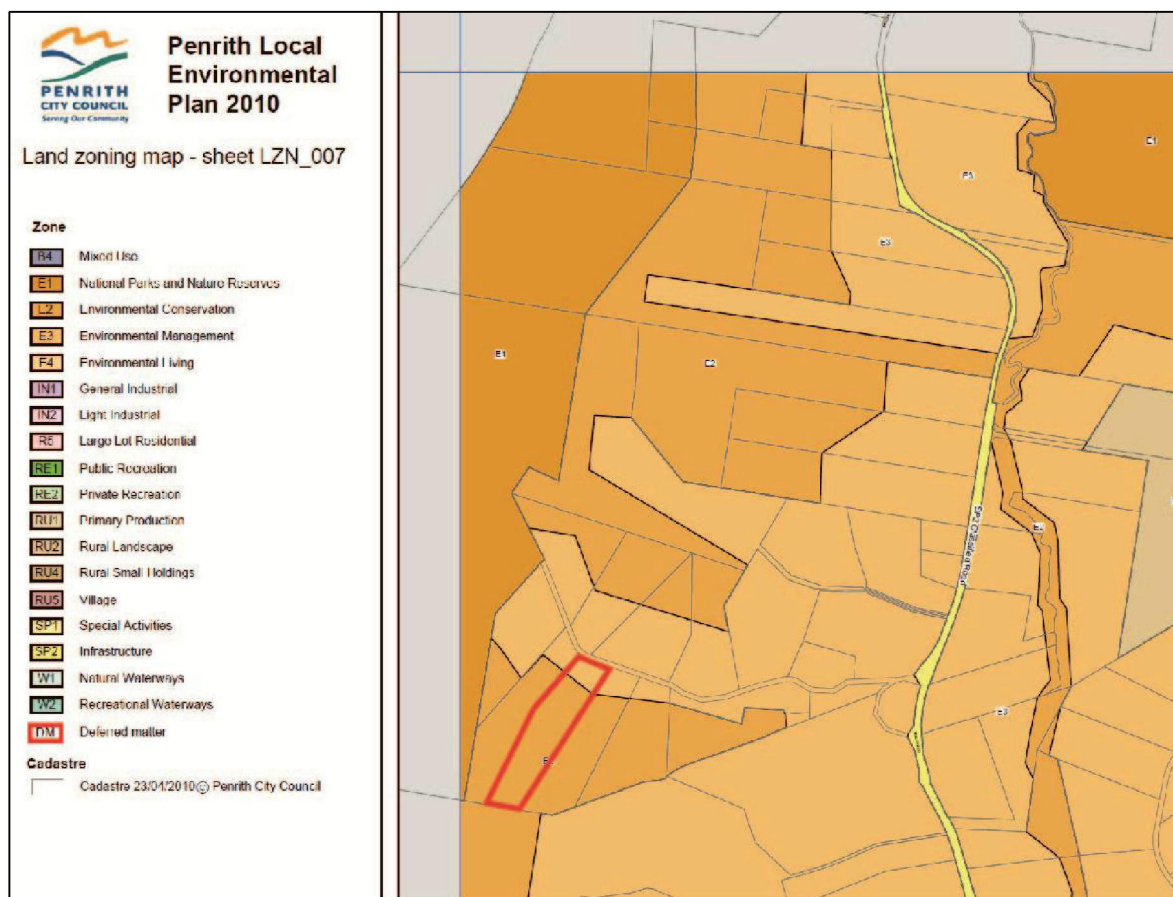 PENRITH
CITY COUNCIL
Serving Our Community
Penrith Local
Environmental
Plan 2010
Land zoning map - sheet LZN_007
Zone
B4 Mixed Use
E1 National Parks and Nature Reserves
E2 Environmental Conservation
E3 Environmental Management
E4 Environmental Living
IN1 General Industrial
IN2 Light Industrial
R5 Large Lot Residential
RE1 Public Recreation
RE2 Private Recreation
RU1 Primary Production
RU2 Rural Landscape
RU4 Rural Small Holdings
RU5 Village
SP1 Special Activities
SP2 Infrastructure
W1 Natural Waterways
W2 Recreational Waterways
DM Deferred matter
Cadastre
Cadastre 23/04/2010 © Penrith City Council
E1
E3
E3
E1
E2
SP2 Classified Road
E2
E3